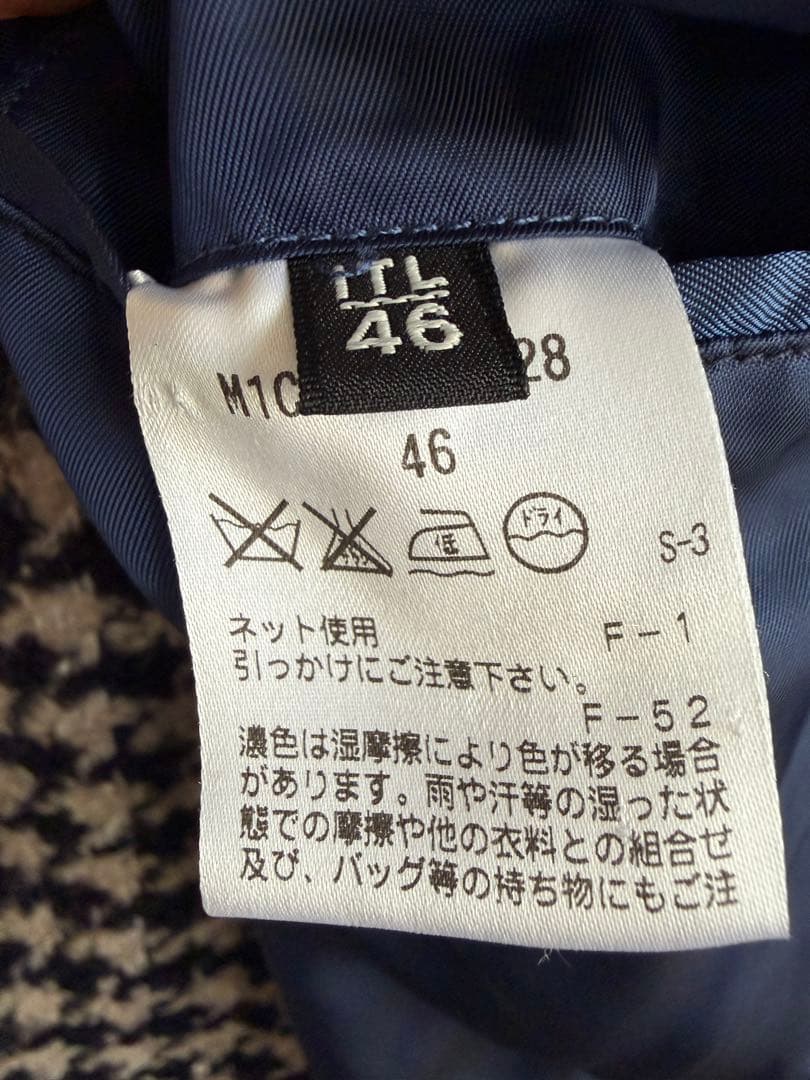 ITL
46
M1C 28
46
低
ドライ
S-3
ネット使用
F-1
引っかけにご注意下さい。
F-52
濃色は湿摩擦により色が移る場合
があります。雨や汗等の湿った状
態での摩擦や他の衣料との組合せ
及び、バッグ等の持ち物にもご注